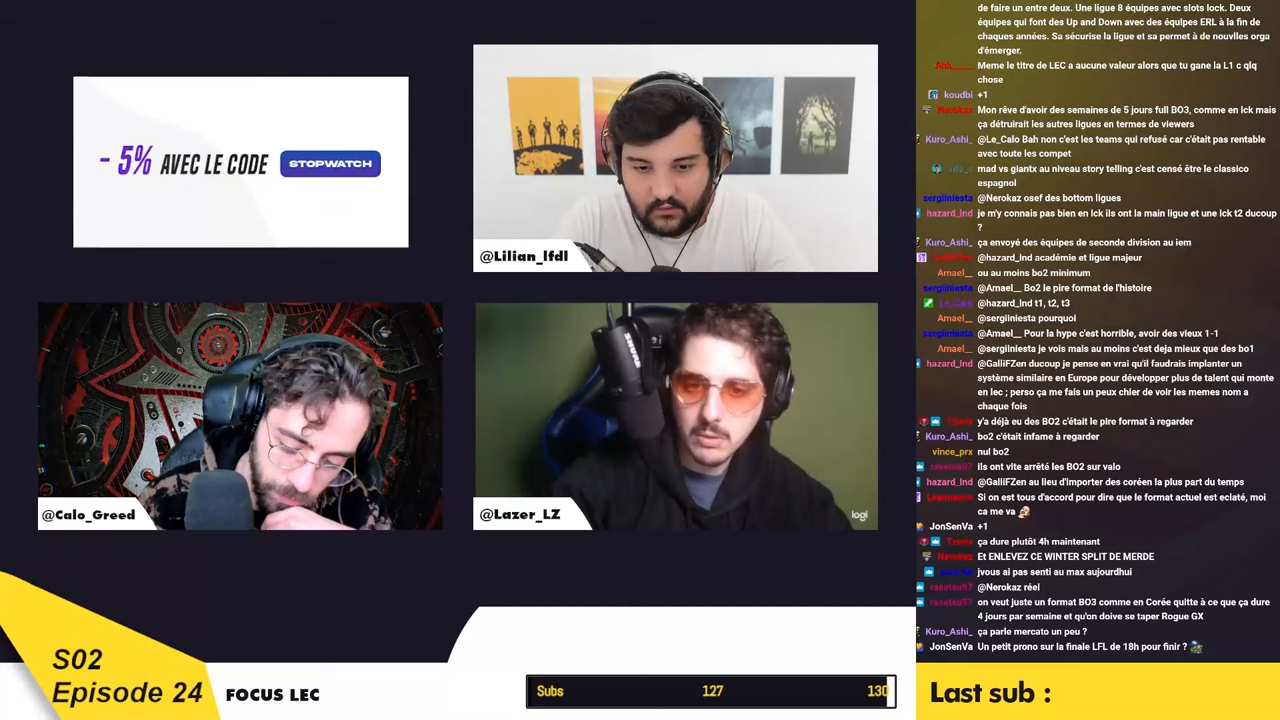 - 5% AVEC LE CODE STOPWATCH
@Lilian_lfdl
@Calo_Greed
@Lazer_LZ
logi
S02
Episode 24
FOCUS LEC
Subs 127 130
de faire un entre deux. Une ligue 8 équipes avec slots lock. Deux
équipes qui font des Up and Down avec des équipes ERL à la fin de
chaques années. Sa sécurise la ligue et sa permet à de nouvlles orga
d'émerger.
Meme le titre de LEC a aucune valeur alors que tu gane la L1 c qlq
chose
koudbi +1
Nerokaz Mon rêve d'avoir des semaines de 5 jours full BO3, comme en lck mais
ça détruirait les autres ligues en termes de viewers
Kuro_Ashi_ @Le_Calo Bah non c'est les teams qui refusé car c'était pas rentable
avec toute les compet
mad vs giantx au niveau story telling c'est censé être le classico
espagnol
sergiiniesta @Nerokaz osef des bottom ligues
hazard_lnd je m'y connais pas bien en lck ils ont la main ligue et une lck t2 ducoup
?
Kuro_Ashi_ ça envoyé des équipes de seconde division au iem
GalliFZen @hazard_lnd académie et ligue majeur
Amael__ ou au moins bo2 minimum
sergiiniesta @Amael__ Bo2 le pire format de l'histoire
Le_Calo @hazard_lnd t1, t2, t3
Amael__ @sergiiniesta pourquoi
sergiiniesta @Amael__ Pour la hype c'est horrible, avoir des vieux 1-1
Amael__ @sergiiniesta je vois mais au moins c'est deja mieux que des bo1
hazard_lnd @GalliFZen ducoup je pense en vrai qu'il faudrais implanter un
système similaire en Europe pour développer plus de talent qui monte
en lec ; perso ça me fais un peux chier de voir les memes nom a
chaque fois
y'a déjà eu des BO2 c'était le pire format à regarder
Kuro_Ashi_ bo2 c'était infame à regarder
vince_prx nul bo2
rasetsu97 ils ont vite arrêté les BO2 sur valo
hazard_lnd @GalliFZen au lieu d'importer des coréen la plus part du temps
Si on est tous d'accord pour dire que le format actuel est eclaté, moi
ca me va
JonSenVa +1
ça dure plutôt 4h maintenant
Nerokaz Et ENLEVEZ CE WINTER SPLIT DE MERDE
jvous ai pas senti au max aujourdhui
rasetsu97 @Nerokaz réel
rasetsu97 on veut juste un format BO3 comme en Corée quitte à ce que ça dure
4 jours par semaine et qu'on doive se taper Rogue GX
Kuro_Ashi_ ça parle mercato un peu ?
JonSenVa Un petit prono sur la finale LFL de 18h pour finir ?
Last sub :